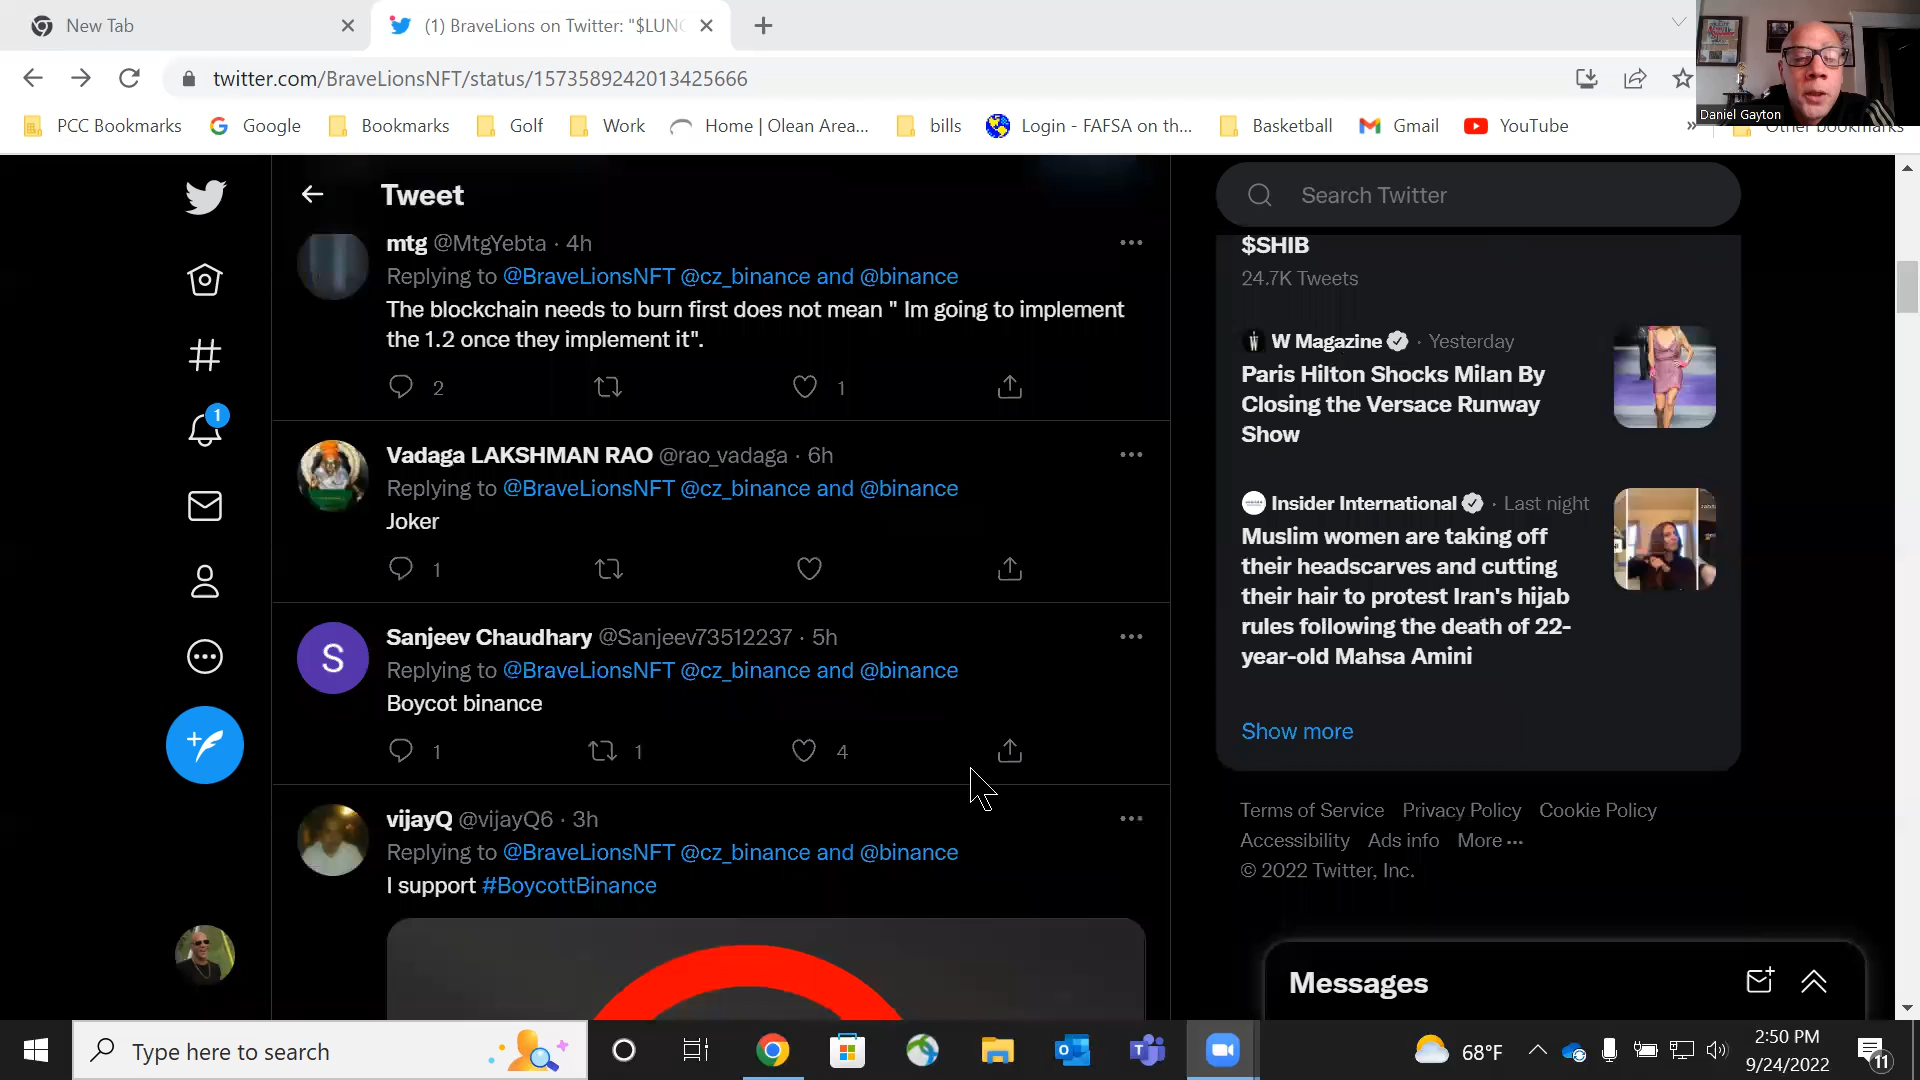 New Tab
(1) BraveLions on Twitter: "$LUNC
twitter.com/BraveLionsNFT/status/1573589242013425666
PCC Bookmarks
Google
Bookmarks
Golf
Work
Home | Olean Area...
bills
Login - FAFSA on th...
Basketball
Gmail
YouTube
»
Other bookmarks
Daniel Gayton
Tweet
mtg @MtgYebta · 4h
Replying to @BraveLionsNFT @cz_binance and @binance
The blockchain needs to burn first does not mean " Im going to implement
the 1.2 once they implement it".
2
1
Vadaga LAKSHMAN RAO @rao_vadaga · 6h
Replying to @BraveLionsNFT @cz_binance and @binance
Joker
1
S
Sanjeev Chaudhary @Sanjeev73512237 · 5h
Replying to @BraveLionsNFT @cz_binance and @binance
Boycot binance
1
1
4
vijayQ @vijayQ6 · 3h
Replying to @BraveLionsNFT @cz_binance and @binance
I support #BoycottBinance
1
Search Twitter
$SHIB
24.7K Tweets
W Magazine · Yesterday
Paris Hilton Shocks Milan By
Closing the Versace Runway
Show
Insider International · Last night
Muslim women are taking off
their headscarves and cutting
their hair to protest Iran's hijab
rules following the death of 22-
year-old Mahsa Amini
Show more
Terms of Service Privacy Policy Cookie Policy
Accessibility Ads info More ···
© 2022 Twitter, Inc.
Messages
Type here to search
68°F
2:50 PM
9/24/2022
11